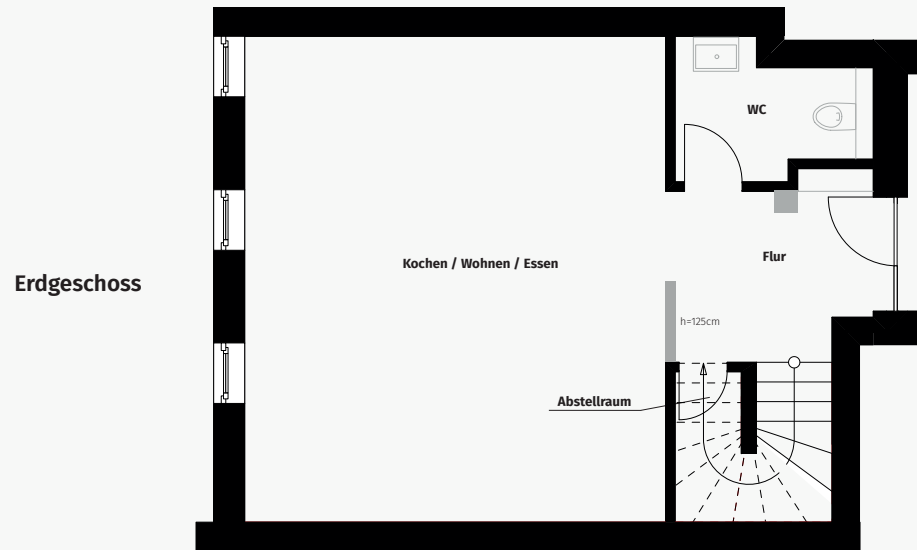 WC
Kochen / Wohnen / Essen
Flur
Erdgeschoss
h=125cm
Abstellraum